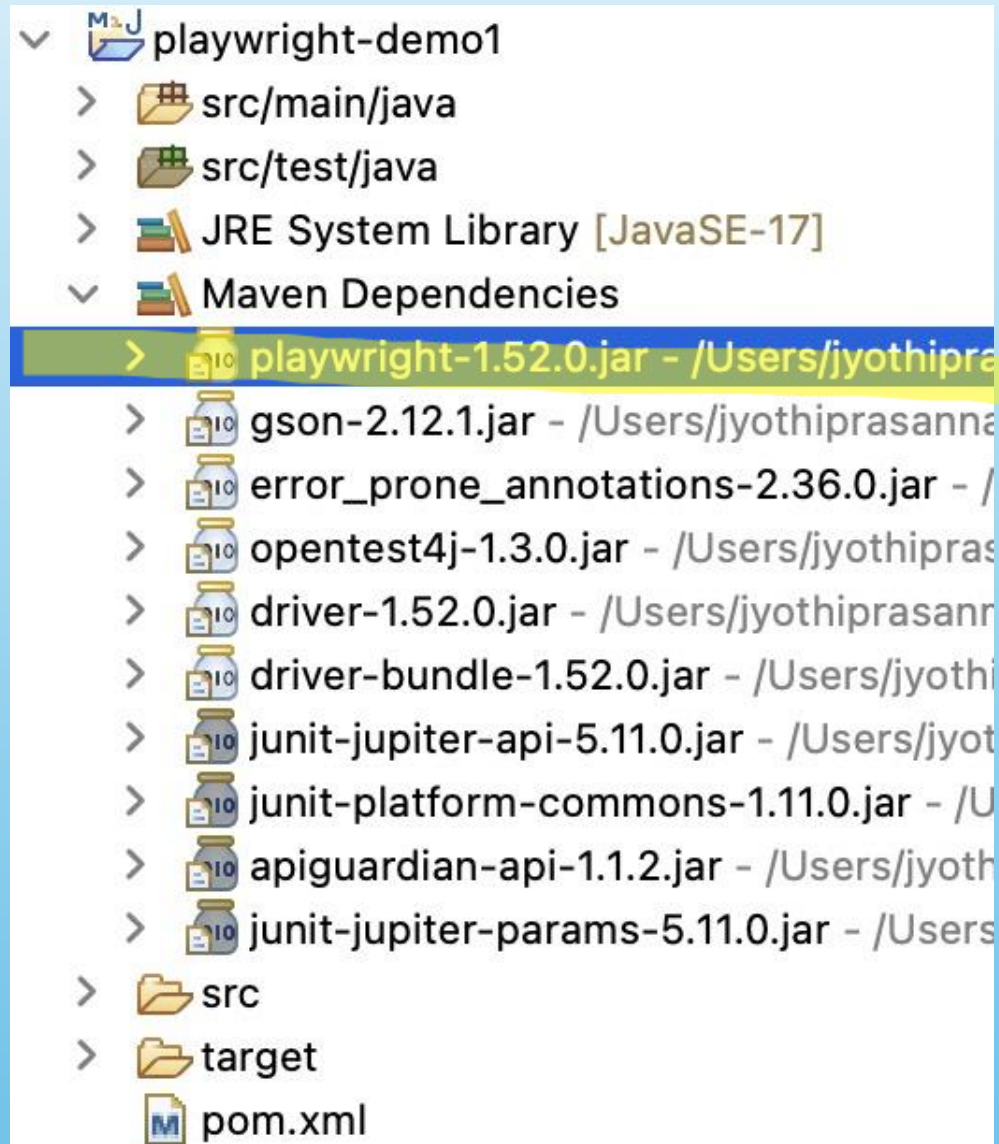 playwright-demo1
src/main/java
src/test/java
JRE System Library [JavaSE-17]
Maven Dependencies
playwright-1.52.0.jar - /Users/jyothipra
gson-2.12.1.jar - /Users/jyothiprasanna
error_prone_annotations-2.36.0.jar - /
opentest4j-1.3.0.jar - /Users/jyothipras
driver-1.52.0.jar - /Users/jyothiprasann
driver-bundle-1.52.0.jar - /Users/jyothi
junit-jupiter-api-5.11.0.jar - /Users/jyot
junit-platform-commons-1.11.0.jar - /U
apiguardian-api-1.1.2.jar - /Users/jyoth
junit-jupiter-params-5.11.0.jar - /Users
src
target
pom.xml